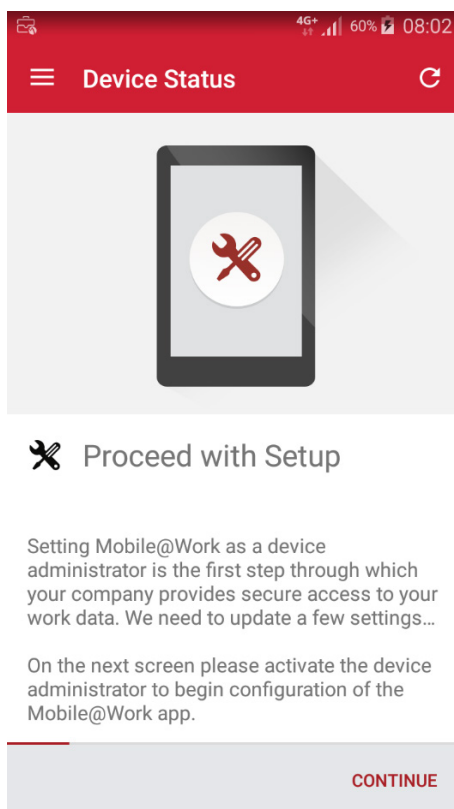 4G+ 60% 08:02
Device Status
Proceed with Setup
Setting Mobile@Work as a device
administrator is the first step through which
your company provides secure access to your
work data. We need to update a few settings…
On the next screen please activate the device
administrator to begin configuration of the
Mobile@Work app.
CONTINUE